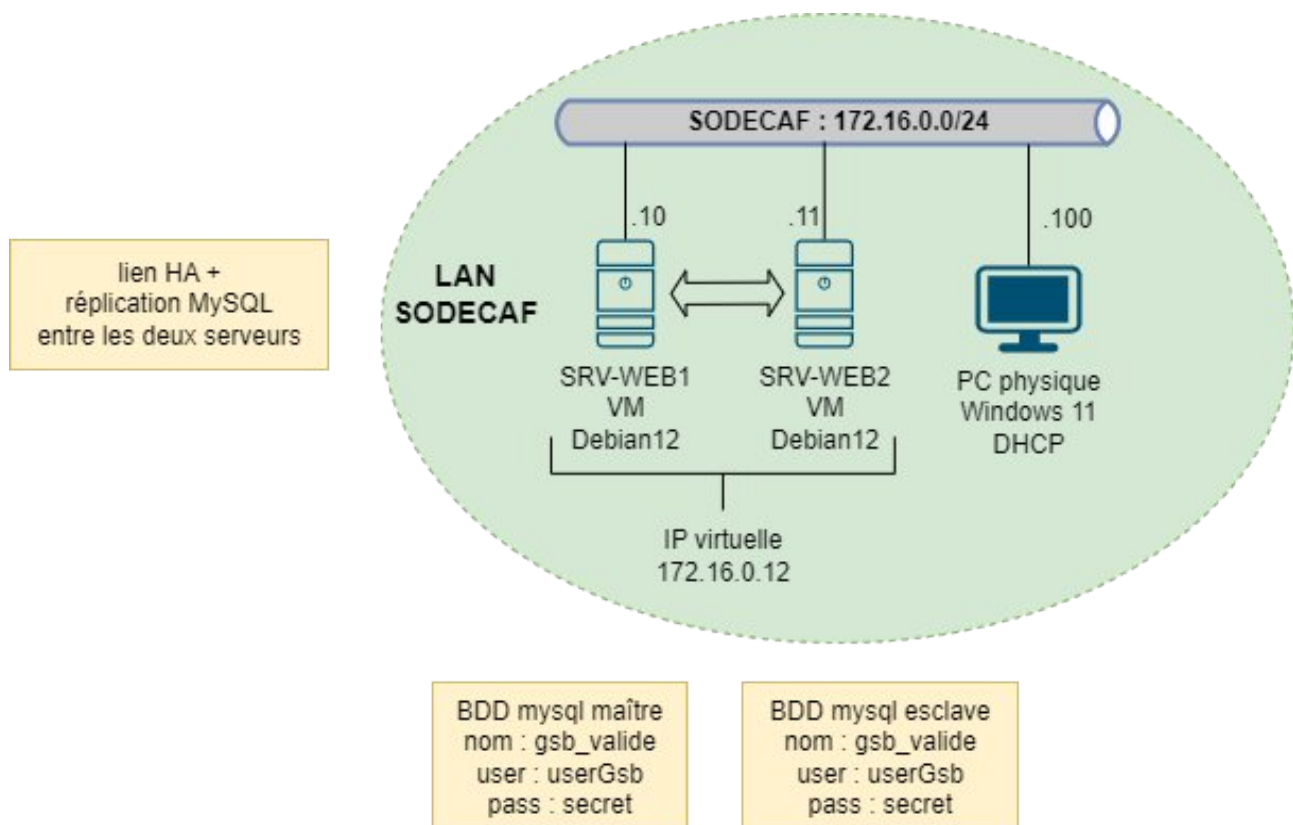 SODECAF : 172.16.0.0/24
.10
.11
.100
lien HA +
réplication MySQL
entre les deux serveurs
LAN
SODECAF
SRV-WEB1
VM
Debian12
SRV-WEB2
VM
Debian12
PC physique
Windows 11
DHCP
IP virtuelle
172.16.0.12
BDD mysql maître
nom : gsb_valide
user : userGsb
pass : secret
BDD mysql esclave
nom : gsb_valide
user : userGsb
pass : secret